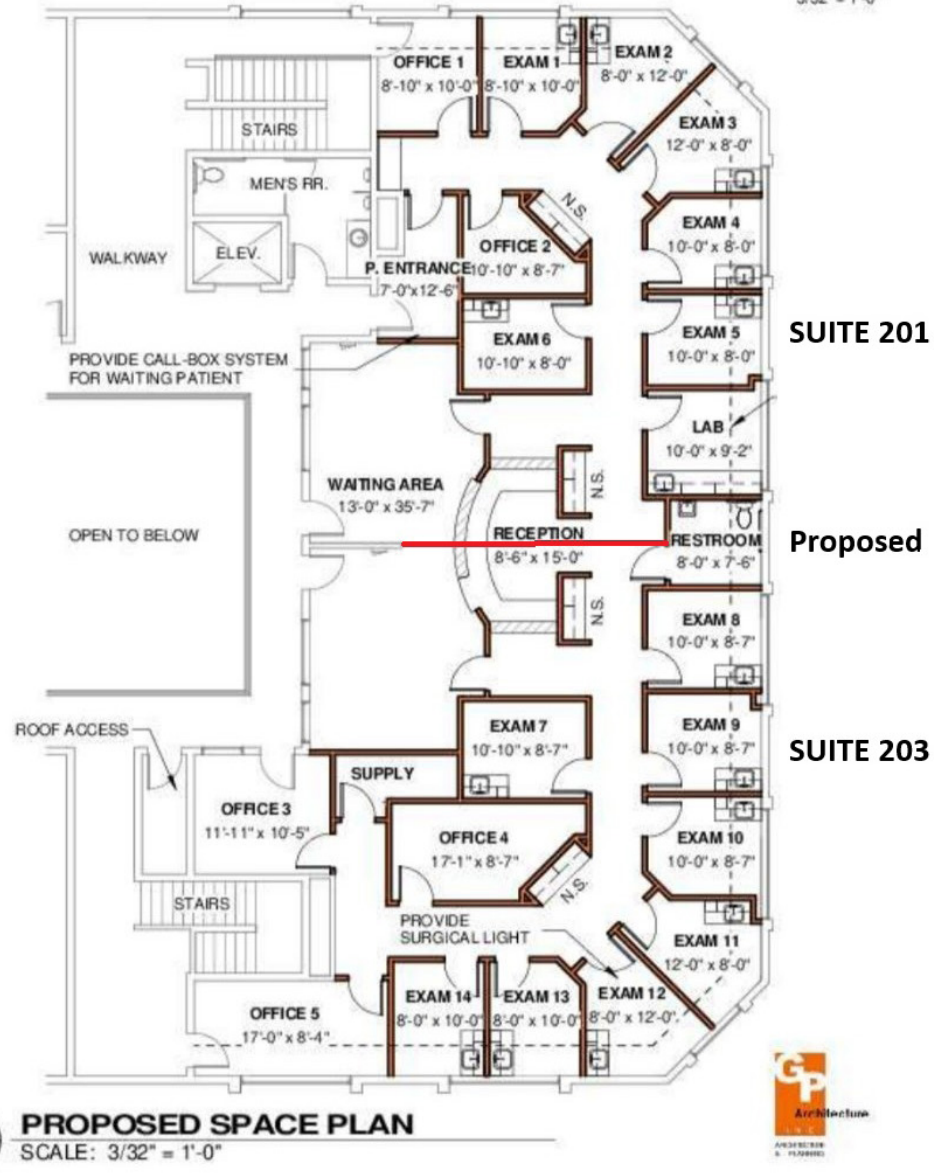 OFFICE 1
8'-10" x 10'-0"
EXAM 1
8'-10" x 10'-0"
EXAM 2
8'-0" x 12'-0"
EXAM 3
12'-0" x 8'-0"
STAIRS
MEN'S RR.
N.S.
EXAM 4
10'-0" x 8'-0"
WALKWAY
ELEV.
OFFICE 2
10'-10" x 8'-7"
P. ENTRANCE
7'-0"x12'-6"
EXAM 5
10'-0" x 8'-0"
SUITE 201
EXAM 6
10'-10" x 8'-0"
PROVIDE CALL-BOX SYSTEM
FOR WAITING PATIENT
LAB
10'-0" x 9'-2"
WAITING AREA
13'-0" x 35'-7"
N.S.
OPEN TO BELOW
RECEPTION
8'-6" x 15'-0"
RESTROOM
8'-0" x 7'-6"
Proposed
N.S.
EXAM 8
10'-0" x 8'-7"
ROOF ACCESS
EXAM 7
10'-10" x 8'-7"
EXAM 9
10'-0" x 8'-7"
SUITE 203
SUPPLY
OFFICE 3
11'-11" x 10'-5"
OFFICE 4
17'-1" x 8'-7"
EXAM 10
10'-0" x 8'-7"
N.S.
STAIRS
PROVIDE
SURGICAL LIGHT
EXAM 11
12'-0" x 8'-0"
OFFICE 5
17'-0" x 8'-4"
EXAM 14
8'-0" x 10'-0"
EXAM 13
8'-0" x 10'-0"
EXAM 12
8'-0" x 12'-0"
GP
Architecture
PROPOSED SPACE PLAN
SCALE: 3/32" = 1'-0"